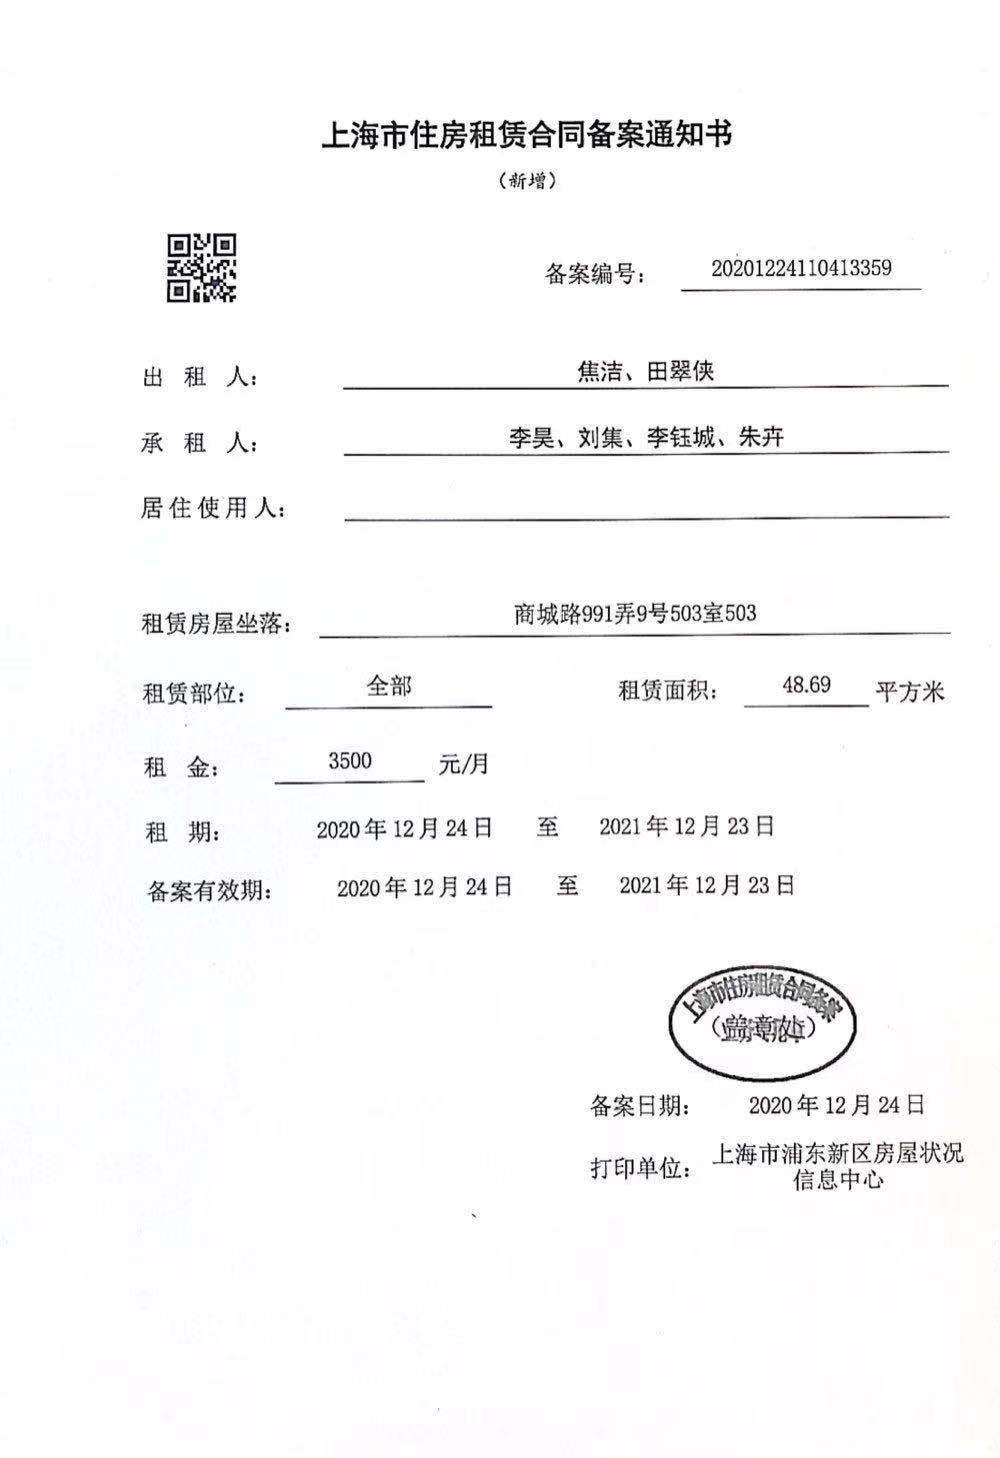 上海市住房租赁合同备案通知书
（新增）
备案编号： 20201224110413359
出 租 人： 焦洁、田翠侠
承 租 人： 李昊、刘集、李钰城、朱卉
居住使用人：
租赁房屋坐落： 商城路991弄9号503室503
租赁部位： 全部 租赁面积： 48.69 平方米
租 金： 3500 元/月
租 期： 2020年12月24日 至 2021年12月23日
备案有效期： 2020年12月24日 至 2021年12月23日
上海市住房租赁合同备案
（盖章处）
备案日期： 2020年12月24日
打印单位： 上海市浦东新区房屋状况
信息中心